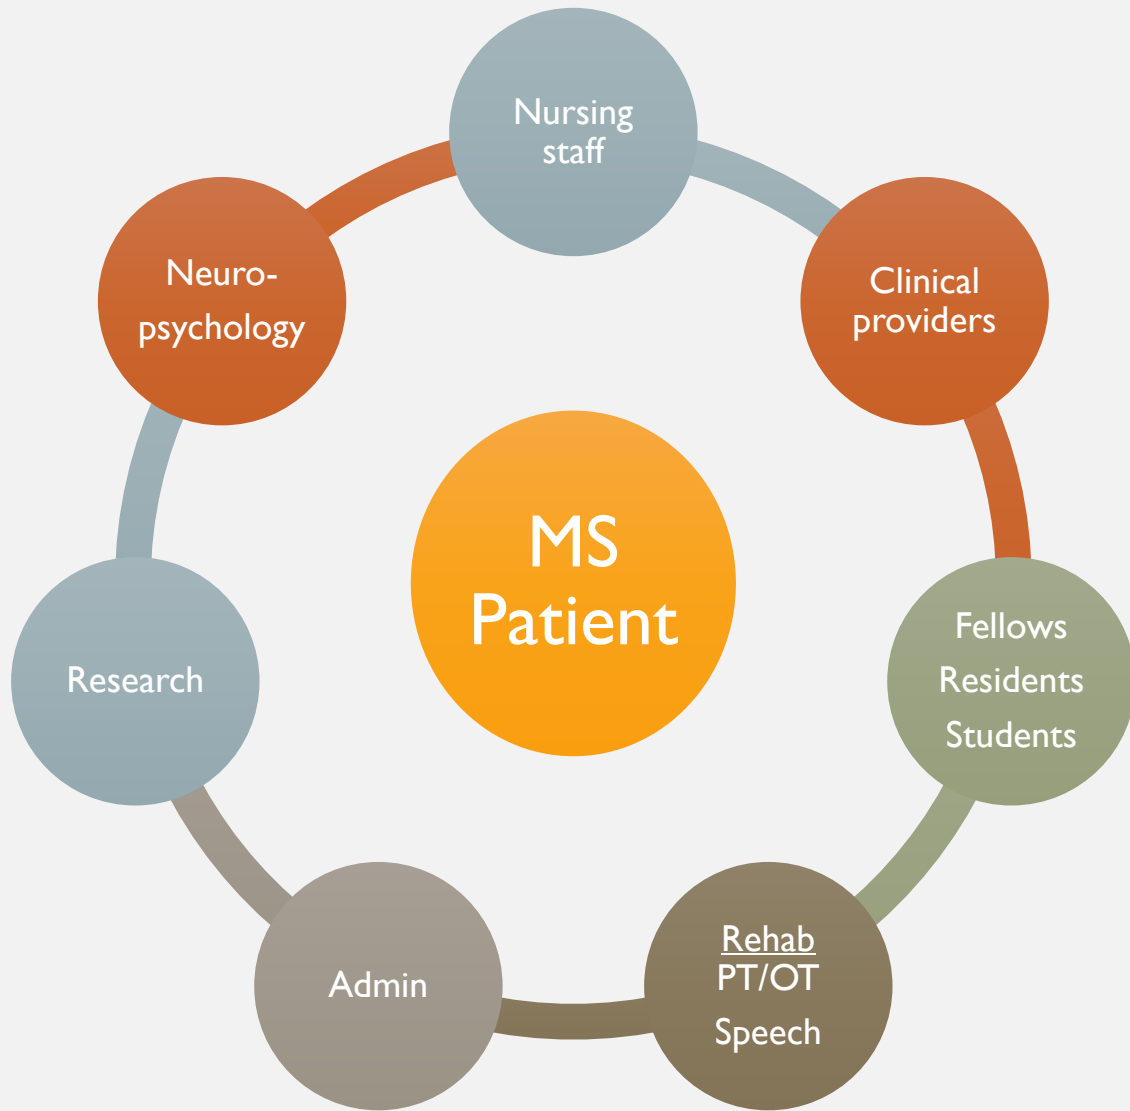 Nursing
staff
Clinical
providers
Fellows
Residents
Students
Rehab
PT/OT
Speech
Admin
Research
Neuro-
psychology
MS
Patient